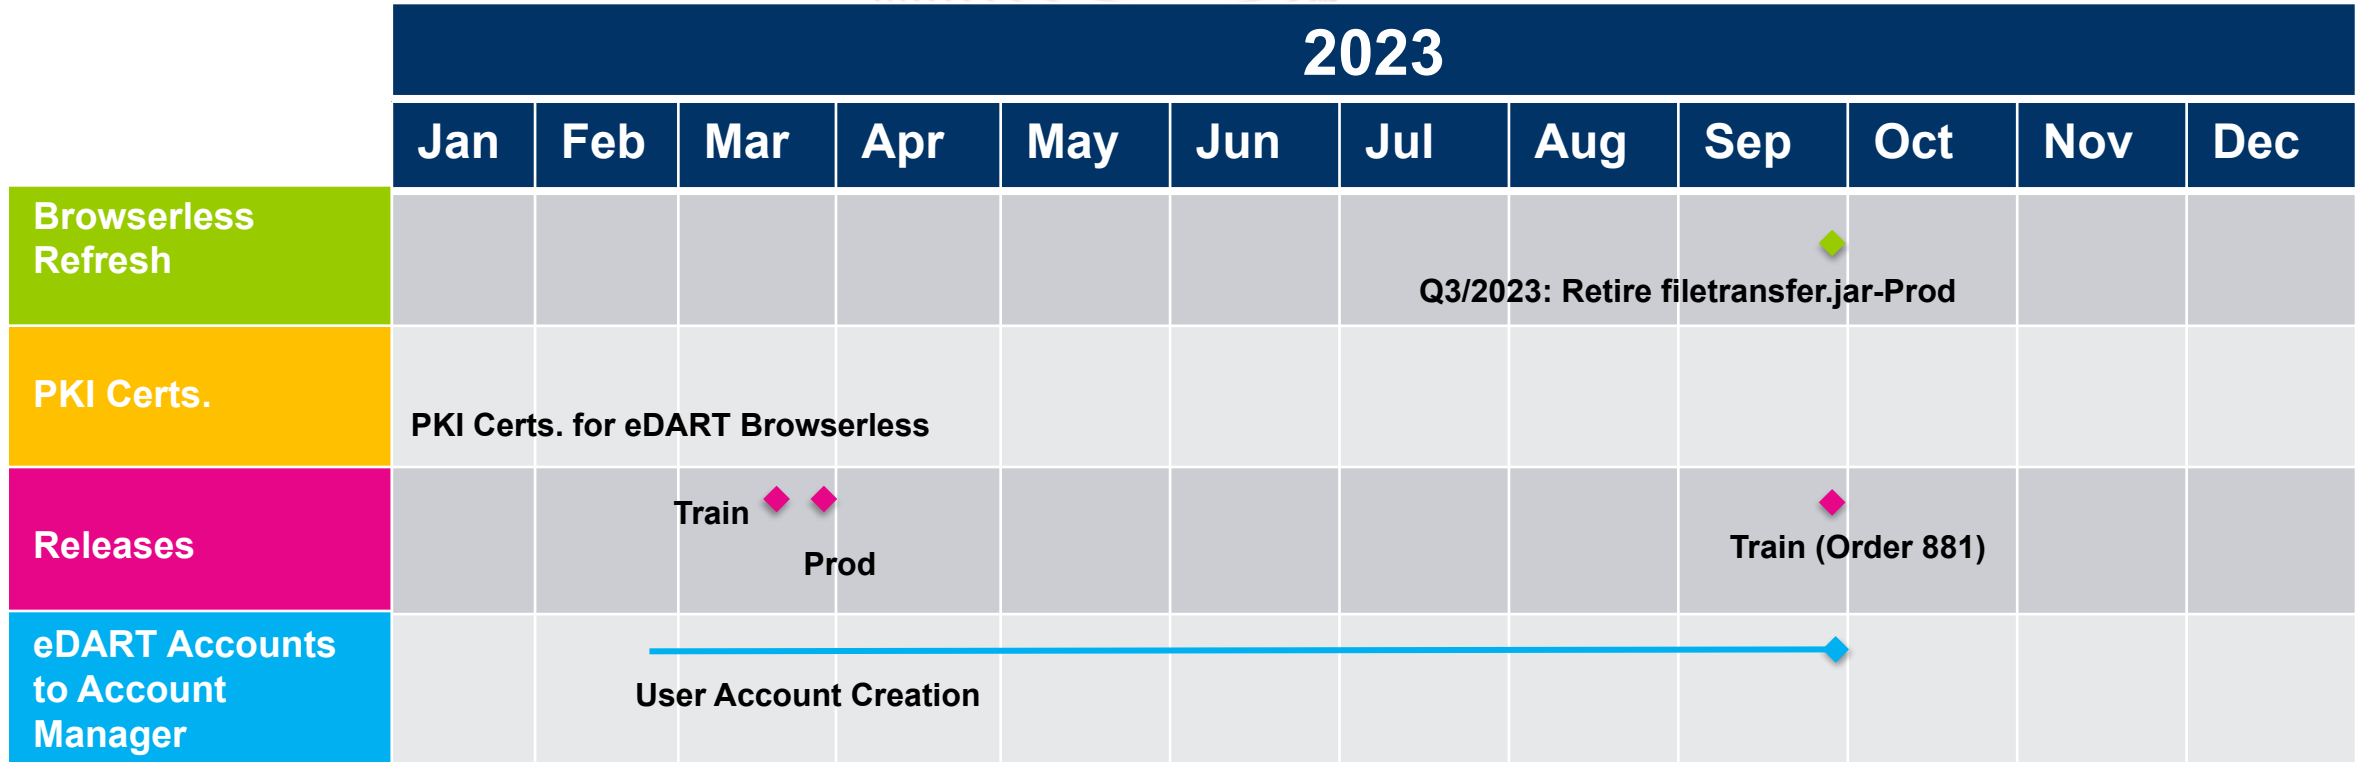 2023
Jan Feb Mar Apr May Jun Jul Aug Sep Oct Nov Dec
Browserless
Refresh
Q3/2023: Retire filetransfer.jar-Prod
PKI Certs.
PKI Certs. for eDART Browserless
Releases
Train
Prod
Train (Order 881)
eDART Accounts
to Account
Manager
User Account Creation